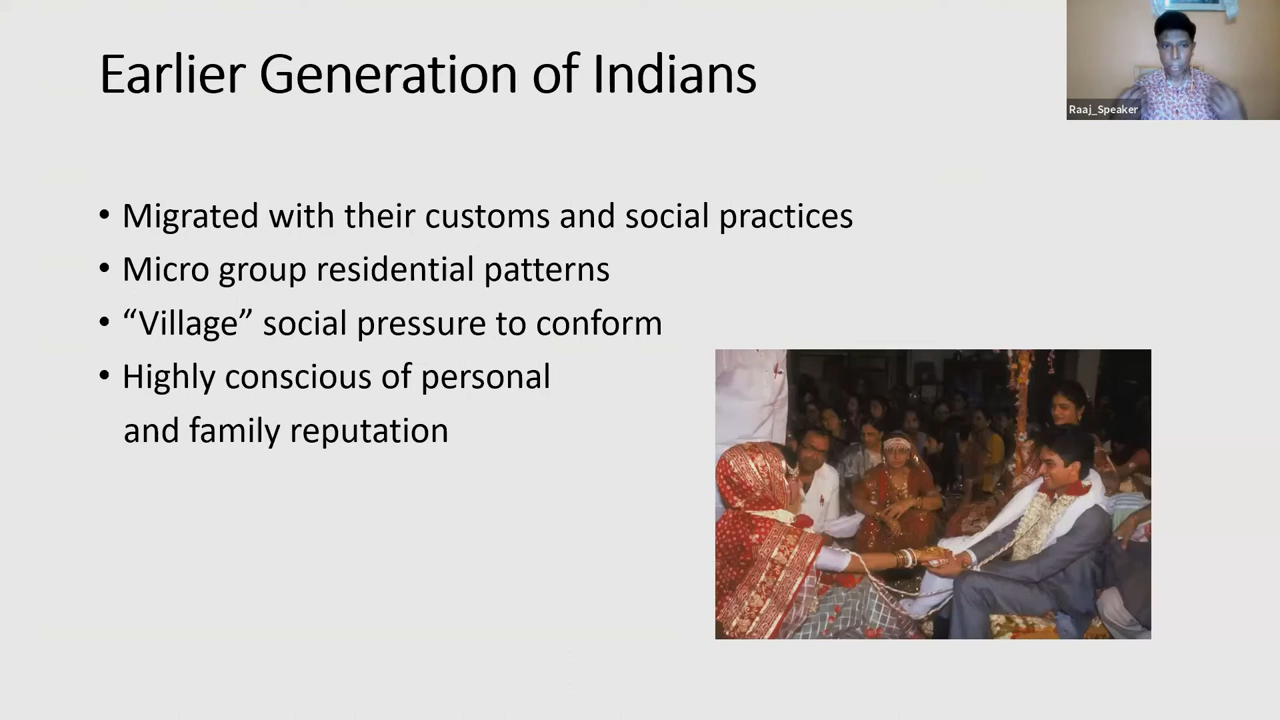 Earlier Generation of Indians
Raaj_Speaker
• Migrated with their customs and social practices
• Micro group residential patterns
• “Village” social pressure to conform
• Highly conscious of personal
and family reputation